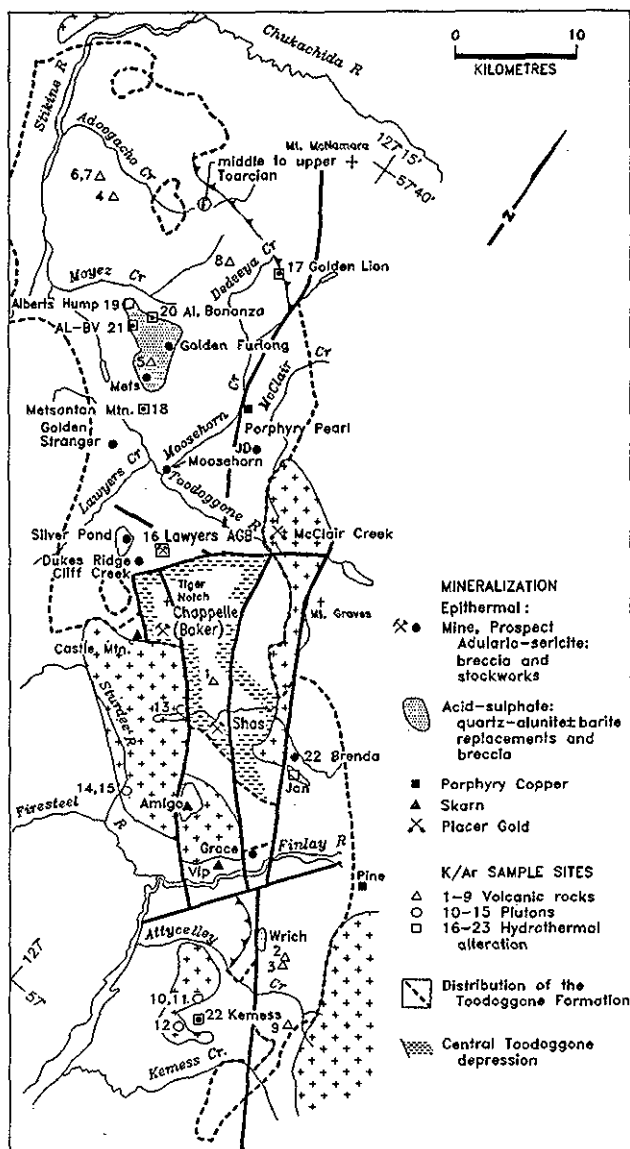 Chukachida R
0 10
KILOMETRES
Stikine R
Adoogacho Cr
Mt. McNamara
127° 15'
57° 40'
middle to upper
Toarcian
N
6,7
4
8
Dedeeya Cr
17 Golden Lion
Moyez Cr
Alberts Hump 19
20 Al, Bonanza
AL-BV 21
Golden Furlong
5
Mets
McClair Cr
Metsantan Mtn.
18
Golden
Stranger
Porphyry Pearl
Moosehorn Cr
JD
Moosehorn
Lawyers Cr
Toodoggone R
Silver Pond
16 Lawyers AGB
McClair Creek
Dukes Ridge
Cliff Creek
Tiger
Notch
Chappelle
(Baker)
Mt. Graves
Castle Mtn.
1
Sturdee R
13
Shas
22 Brenda
Jan
14,15
Amigo
Firesteel R
Grace
Finlay R
Vip
Pine
Attycelley Cr
Wrich
2
3
127°
57°
10,11
22 Kemess
12
9
Kemess Cr.
MINERALIZATION
Epithermal:
Mine, Prospect
Adularia-sericite:
breccia and
stockworks
Acid-sulphate:
quartz-alunite±barite
replacements and
breccia
Porphyry Copper
Skarn
Placer Gold
K/Ar SAMPLE SITES
1-9 Volcanic rocks
10-15 Plutons
16-23 Hydrothermal
alteration
Distribution of the
Toodoggone Formation
Central Toodoggone
depression